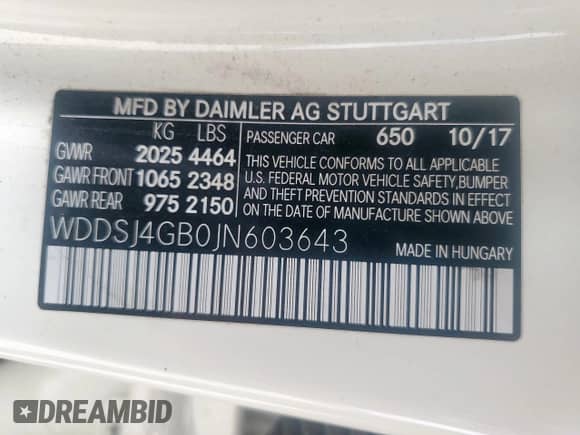 MFD BY DAIMLER AG STUTTGART
KG LBS PASSENGER CAR 650 10/17
GVWR 2025 4464 THIS VEHICLE CONFORMS TO ALL APPLICABLE
GAWR FRONT 1065 2348 U.S. FEDERAL MOTOR VEHICLE SAFETY,BUMPER
GAWR REAR 975 2150 AND THEFT PREVENTION STANDARDS IN EFFECT
ON THE DATE OF MANUFACTURE SHOWN ABOVE
WDDSJ4GB0JN603643 MADE IN HUNGARY
DREAMBID